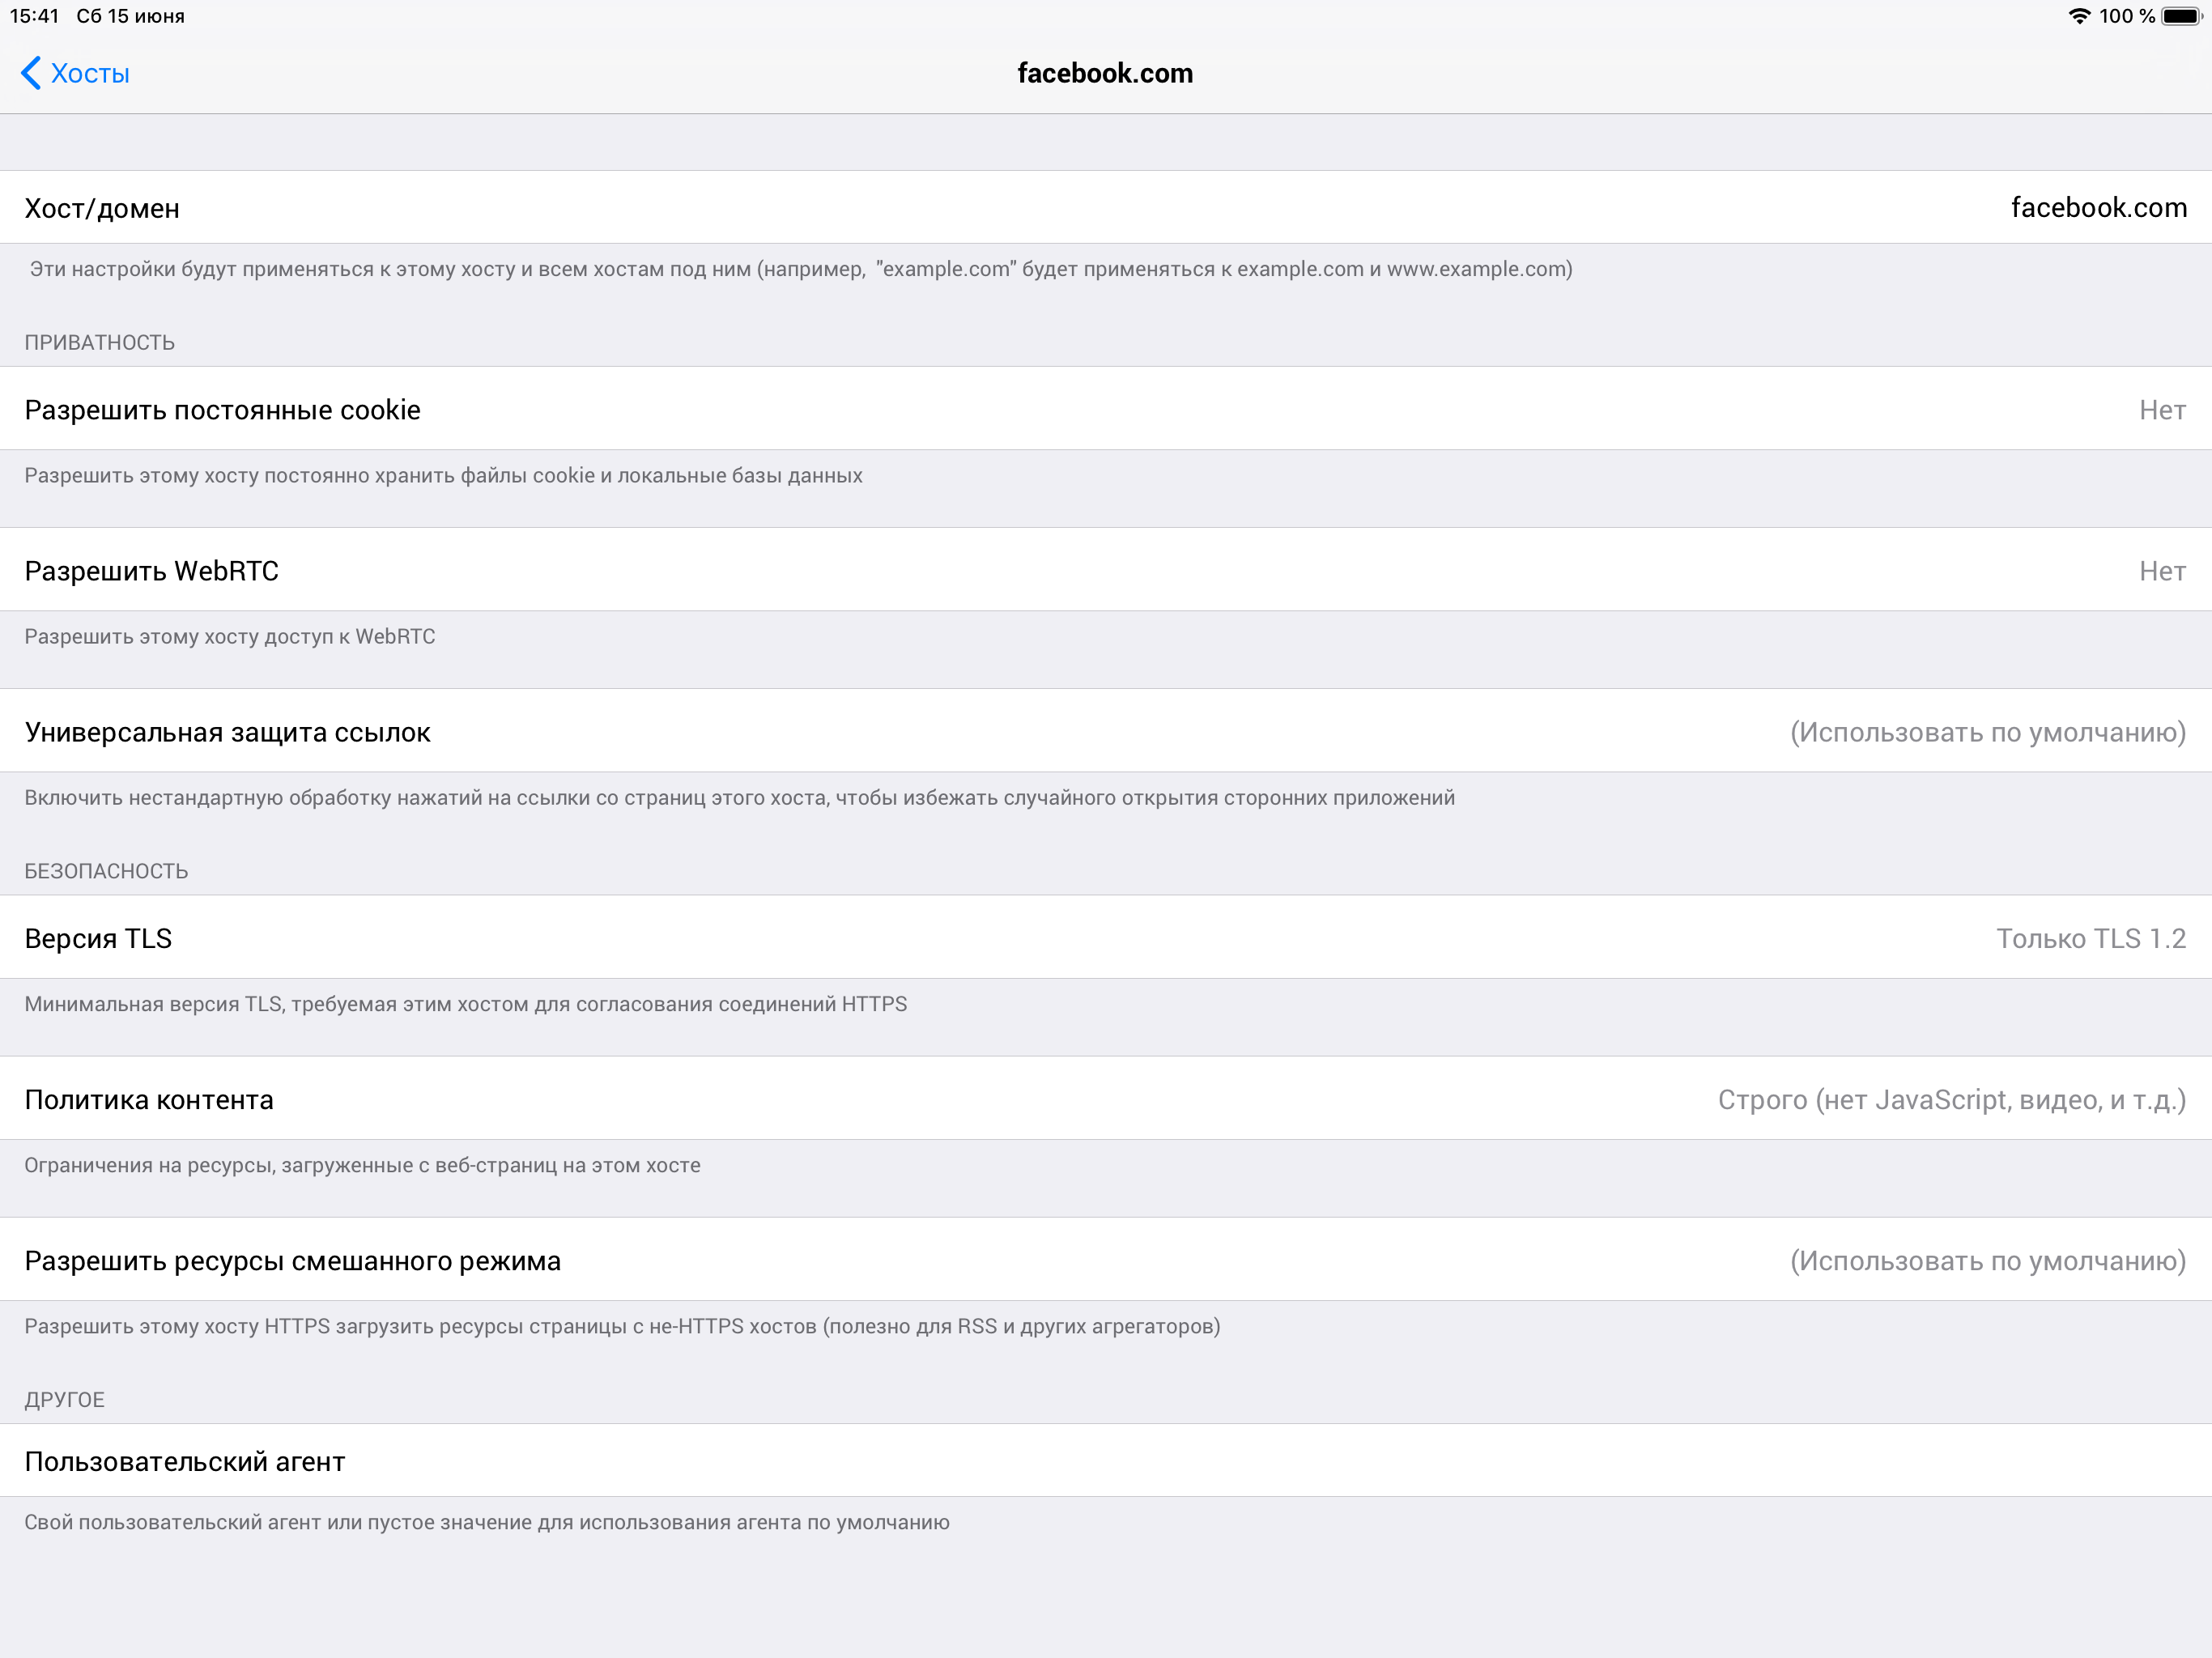 15:41 Сб 15 июня 100 %
Хосты facebook.com
Хост/домен facebook.com
Эти настройки будут применяться к этому хосту и всем хостам под ним (например, "example.com" будет применяться к example.com и www.example.com)
ПРИВАТНОСТЬ
Разрешить постоянные cookie Нет
Разрешить этому хосту постоянно хранить файлы cookie и локальные базы данных
Разрешить WebRTC Нет
Разрешить этому хосту доступ к WebRTC
Универсальная защита ссылок (Использовать по умолчанию)
Включить нестандартную обработку нажатий на ссылки со страниц этого хоста, чтобы избежать случайного открытия сторонних приложений
БЕЗОПАСНОСТЬ
Версия TLS Только TLS 1.2
Минимальная версия TLS, требуемая этим хостом для согласования соединений HTTPS
Политика контента Строго (нет JavaScript, видео, и т.д.)
Ограничения на ресурсы, загруженные с веб-страниц на этом хосте
Разрешить ресурсы смешанного режима (Использовать по умолчанию)
Разрешить этому хосту HTTPS загрузить ресурсы страницы с не-HTTPS хостов (полезно для RSS и других агрегаторов)
ДРУГОЕ
Пользовательский агент
Свой пользовательский агент или пустое значение для использования агента по умолчанию